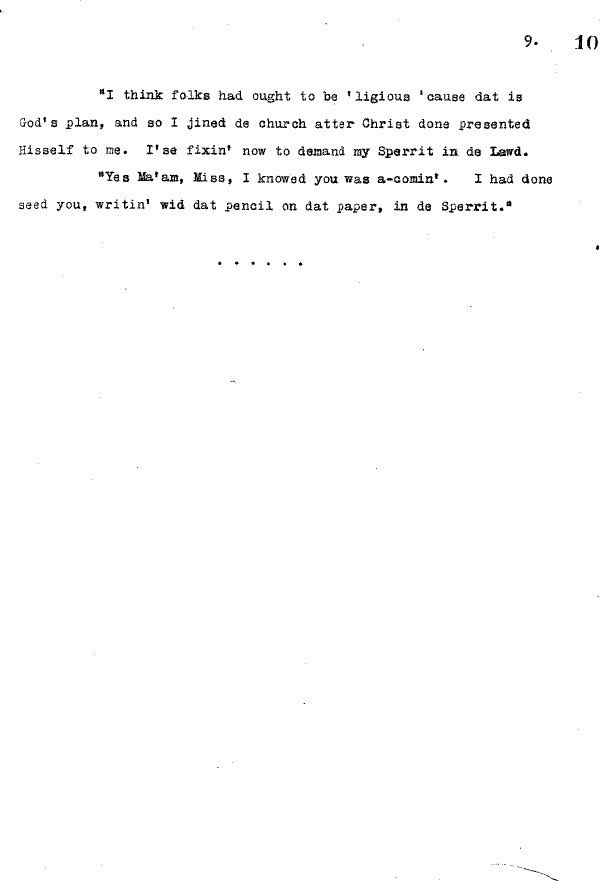 9. 10
"I think folks had ought to be 'ligious 'cause dat is
God's plan, and so I jined de church atter Christ done presented
Hisself to me. I'se fixin' now to demand my Sperrit in de Lawd.
"Yes Ma'am, Miss, I knowed you was a-comin'. I had done
seed you, writin' wid dat pencil on dat paper, in de Sperrit."
. . . . . .